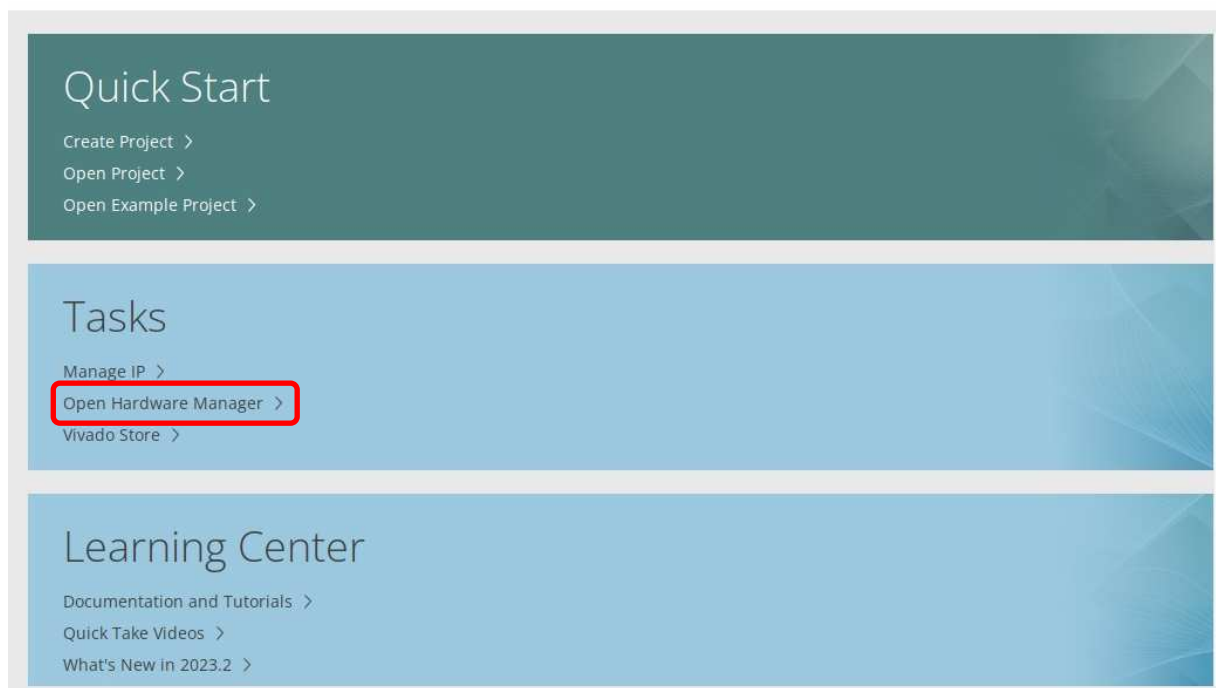 Quick Start
Create Project >
Open Project >
Open Example Project >
Tasks
Manage IP >
Open Hardware Manager >
Vivado Store >
Learning Center
Documentation and Tutorials >
Quick Take Videos >
What's New in 2023.2 >